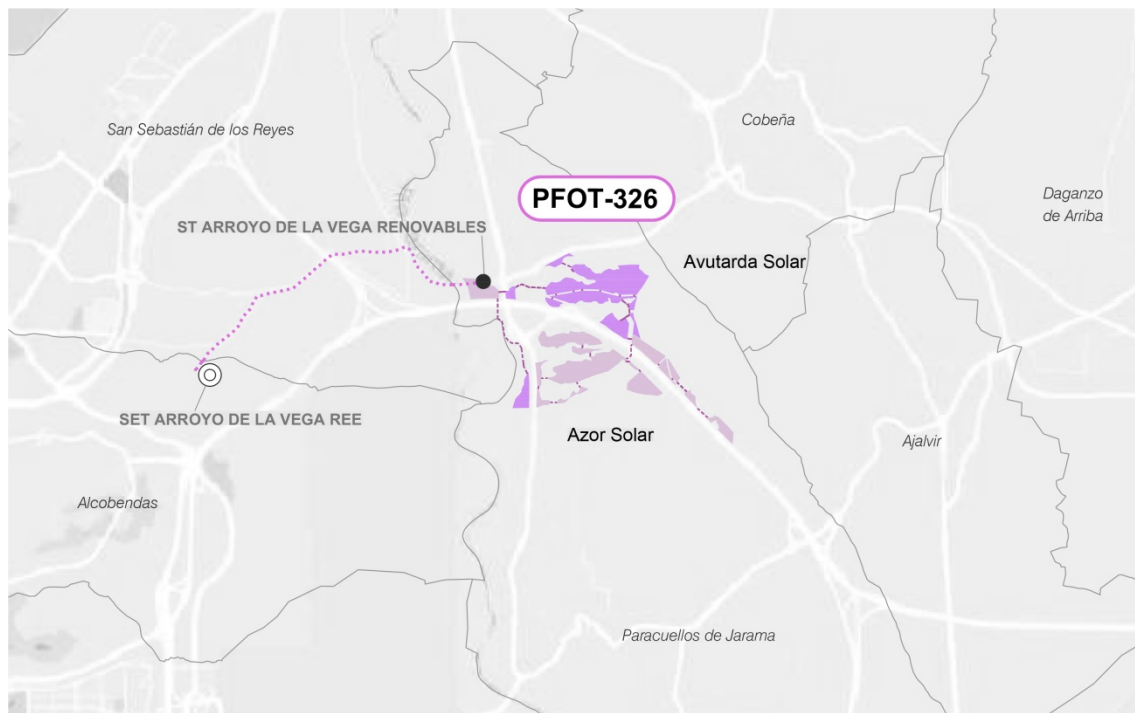 Cobeña
San Sebastián de los Reyes
PFOT-326
Daganzo
de Arriba
ST ARROYO DE LA VEGA RENOVABLES
Avutarda Solar
SET ARROYO DE LA VEGA REE
Azor Solar
Ajalvir
Alcobendas
Paracuellos de Jarama